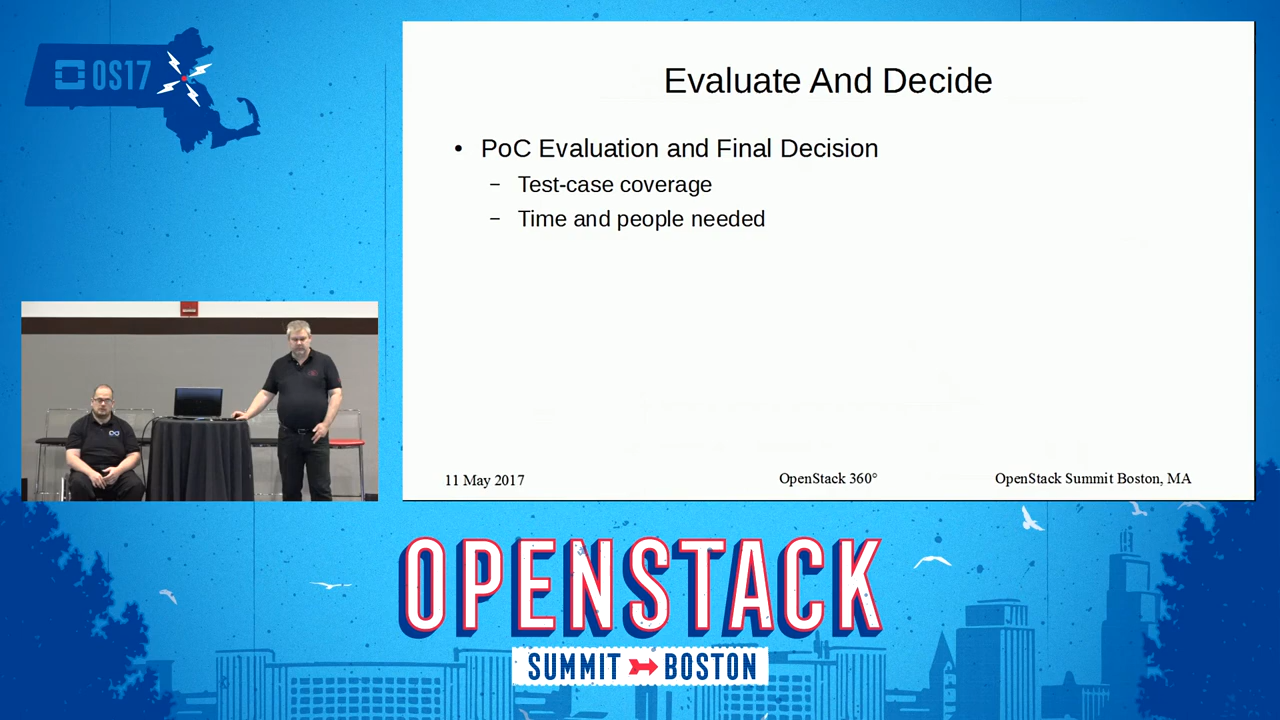 OS17
Evaluate And Decide
• PoC Evaluation and Final Decision
– Test-case coverage
– Time and people needed
11 May 2017
OpenStack 360°
OpenStack Summit Boston, MA
OPENSTACK
SUMMIT BOSTON